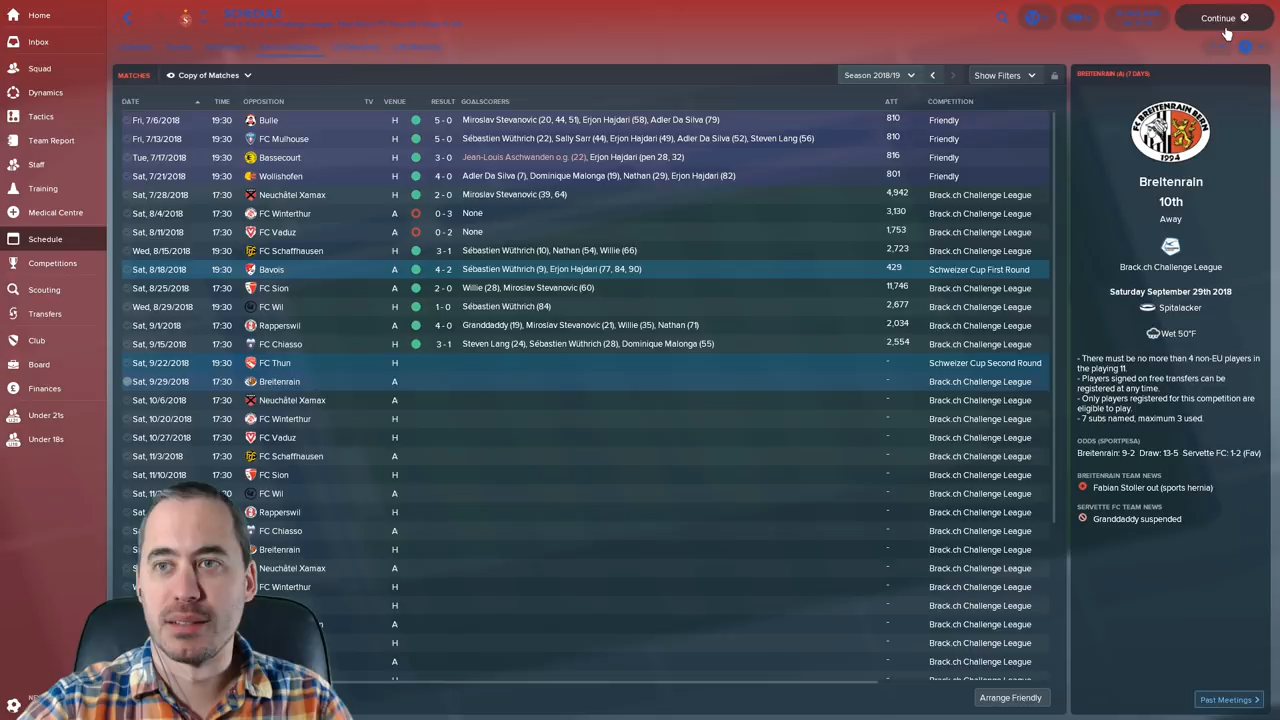 Home
Inbox
Squad
Dynamics
Tactics
Team Report
Staff
Training
Medical Centre
Schedule
Competitions
Scouting
Transfers
Club
Board
Finances
Under 21s
Under 18s
SCHEDULE
Continue
MATCHES Copy of Matches Season 2018/19 Show Filters
DATE TIME OPPOSITION TV VENUE RESULT GOALSCORERS ATT COMPETITION
Fri, 7/6/2018 19:30 Bulle H 5 - 0 Miroslav Stevanovic (20, 44, 51), Erjon Hajdari (58), Adler Da Silva (79) 810 Friendly
Fri, 7/13/2018 19:30 FC Mulhouse H 5 - 0 Sébastien Wüthrich (22), Sally Sarr (44), Erjon Hajdari (49), Adler Da Silva (52), Steven Lang (56) 810 Friendly
Tue, 7/17/2018 19:30 Bassecourt H 3 - 0 Jean-Louis Aschwanden o.g. (22), Erjon Hajdari (pen 28, 32) 816 Friendly
Sat, 7/21/2018 19:30 Wollishofen H 4 - 0 Adler Da Silva (7), Dominique Malonga (19), Nathan (29), Erjon Hajdari (82) 801 Friendly
Sat, 7/28/2018 17:30 Neuchâtel Xamax H 2 - 0 Miroslav Stevanovic (39, 64) 4,942 Brack.ch Challenge League
Sat, 8/4/2018 17:30 FC Winterthur A 0 - 3 None 3,130 Brack.ch Challenge League
Sat, 8/11/2018 17:30 FC Vaduz A 0 - 2 None 1,753 Brack.ch Challenge League
Wed, 8/15/2018 19:30 FC Schaffhausen H 3 - 1 Sébastien Wüthrich (10), Nathan (54), Willie (66) 2,723 Brack.ch Challenge League
Sat, 8/18/2018 19:30 Bavois A 4 - 2 Sébastien Wüthrich (9), Erjon Hajdari (77, 84, 90) 429 Schweizer Cup First Round
Sat, 8/25/2018 17:30 FC Sion A 2 - 0 Willie (28), Miroslav Stevanovic (60) 11,746 Brack.ch Challenge League
Wed, 8/29/2018 19:30 FC Wil H 1 - 0 Sébastien Wüthrich (84) 2,677 Brack.ch Challenge League
Sat, 9/1/2018 17:30 Rapperswil A 4 - 0 Granddaddy (19), Miroslav Stevanovic (21), Willie (35), Nathan (71) 2,034 Brack.ch Challenge League
Sat, 9/15/2018 17:30 FC Chiasso H 3 - 1 Steven Lang (24), Sébastien Wüthrich (28), Dominique Malonga (55) 2,554 Brack.ch Challenge League
Sat, 9/22/2018 19:30 FC Thun H - Schweizer Cup Second Round
Sat, 9/29/2018 17:30 Breitenrain A - Brack.ch Challenge League
Sat, 10/6/2018 17:30 Neuchâtel Xamax A - Brack.ch Challenge League
Sat, 10/20/2018 17:30 FC Winterthur H - Brack.ch Challenge League
Sat, 10/27/2018 17:30 FC Vaduz H - Brack.ch Challenge League
Sat, 11/3/2018 17:30 FC Schaffhausen A - Brack.ch Challenge League
Sat, 11/10/2018 17:30 FC Sion H - Brack.ch Challenge League
17:30 FC Wil A - Brack.ch Challenge League
Rapperswil H - Brack.ch Challenge League
FC Chiasso A - Brack.ch Challenge League
Breitenrain H - Brack.ch Challenge League
Neuchâtel Xamax A - Brack.ch Challenge League
FC Winterthur H - Brack.ch Challenge League
H - Brack.ch Challenge League
A - Brack.ch Challenge League
H - Brack.ch Challenge League
A - Brack.ch Challenge League
Arrange Friendly
BREITENRAIN (A) (7 DAYS)
FC BREITENRAIN BERN
1994
Breitenrain
10th
Away
Brack.ch Challenge League
Saturday September 29th 2018
Spitalacker
Wet 50°F
- There must be no more than 4 non-EU players in
the playing 11.
- Players signed on free transfers can be
registered at any time.
- Only players registered for this competition are
eligible to play.
- 7 subs named, maximum 3 used.
ODDS (SPORTPESA)
Breitenrain: 9-2 Draw: 13-5 Servette FC: 1-2 (Fav)
BREITENRAIN TEAM NEWS
Fabian Stoller out (sports hernia)
SERVETTE FC TEAM NEWS
Granddaddy suspended
Past Meetings